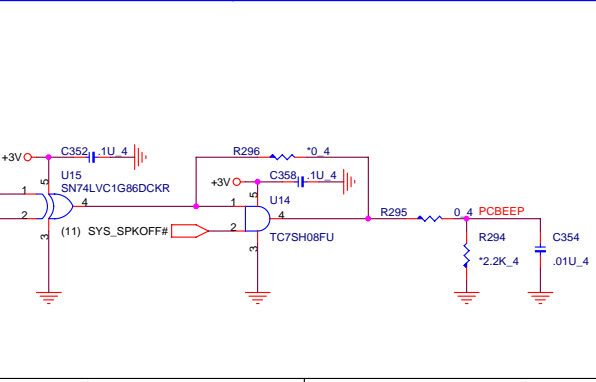 R296
*0_4
+3V
C352
.1U_4
U15
SN74LVC1G86DCKR
5
1
2
4
3
+3V
C358
.1U_4
U14
5
1
2
4
3
TC7SH08FU
(11) SYS_SPKOFF#
R295
0_4
PCBEEP
R294
*2.2K_4
C354
.01U_4